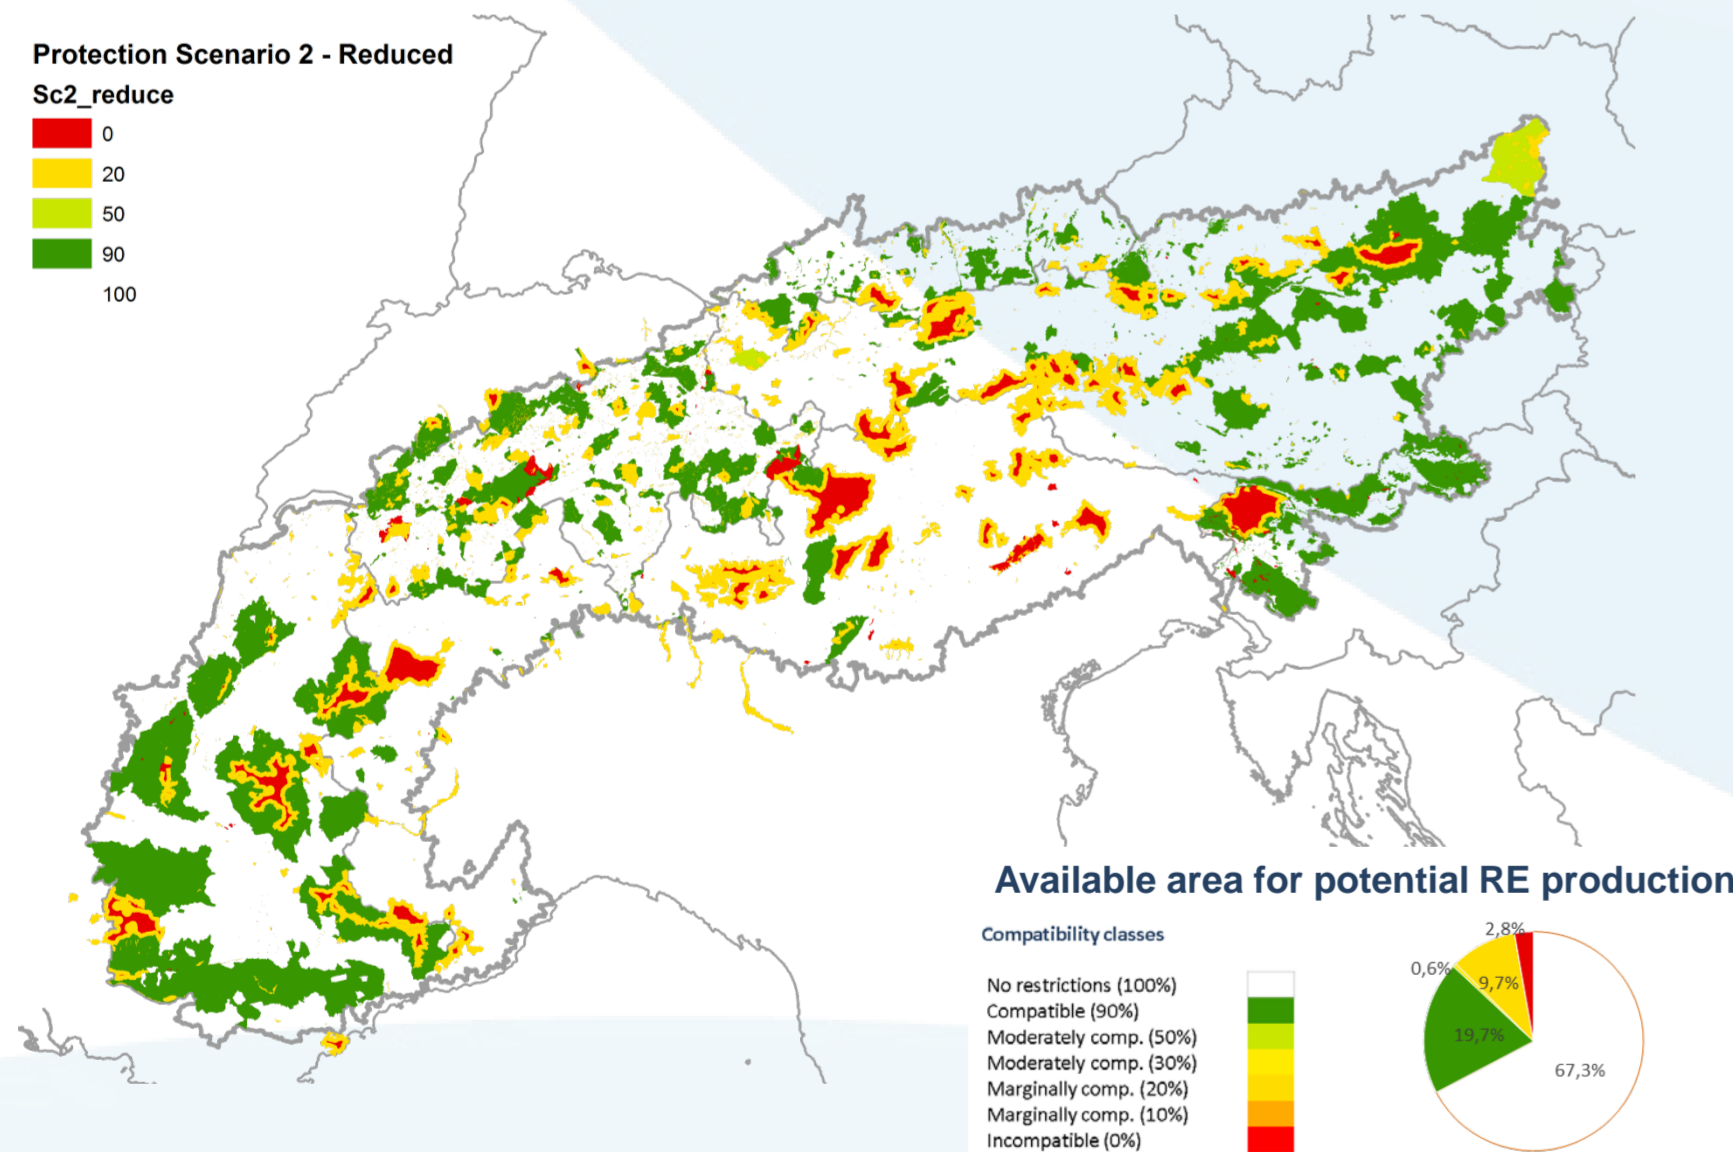 Protection Scenario 2 - Reduced
Sc2_reduce
0
20
50
90
100
Available area for potential RE production
Compatibility classes
No restrictions (100%)
Compatible (90%)
Moderately comp. (50%)
Moderately comp. (30%)
Marginally comp. (20%)
Marginally comp. (10%)
Incompatible (0%)
2,8%
0,6%
9,7%
19,7%
67,3%